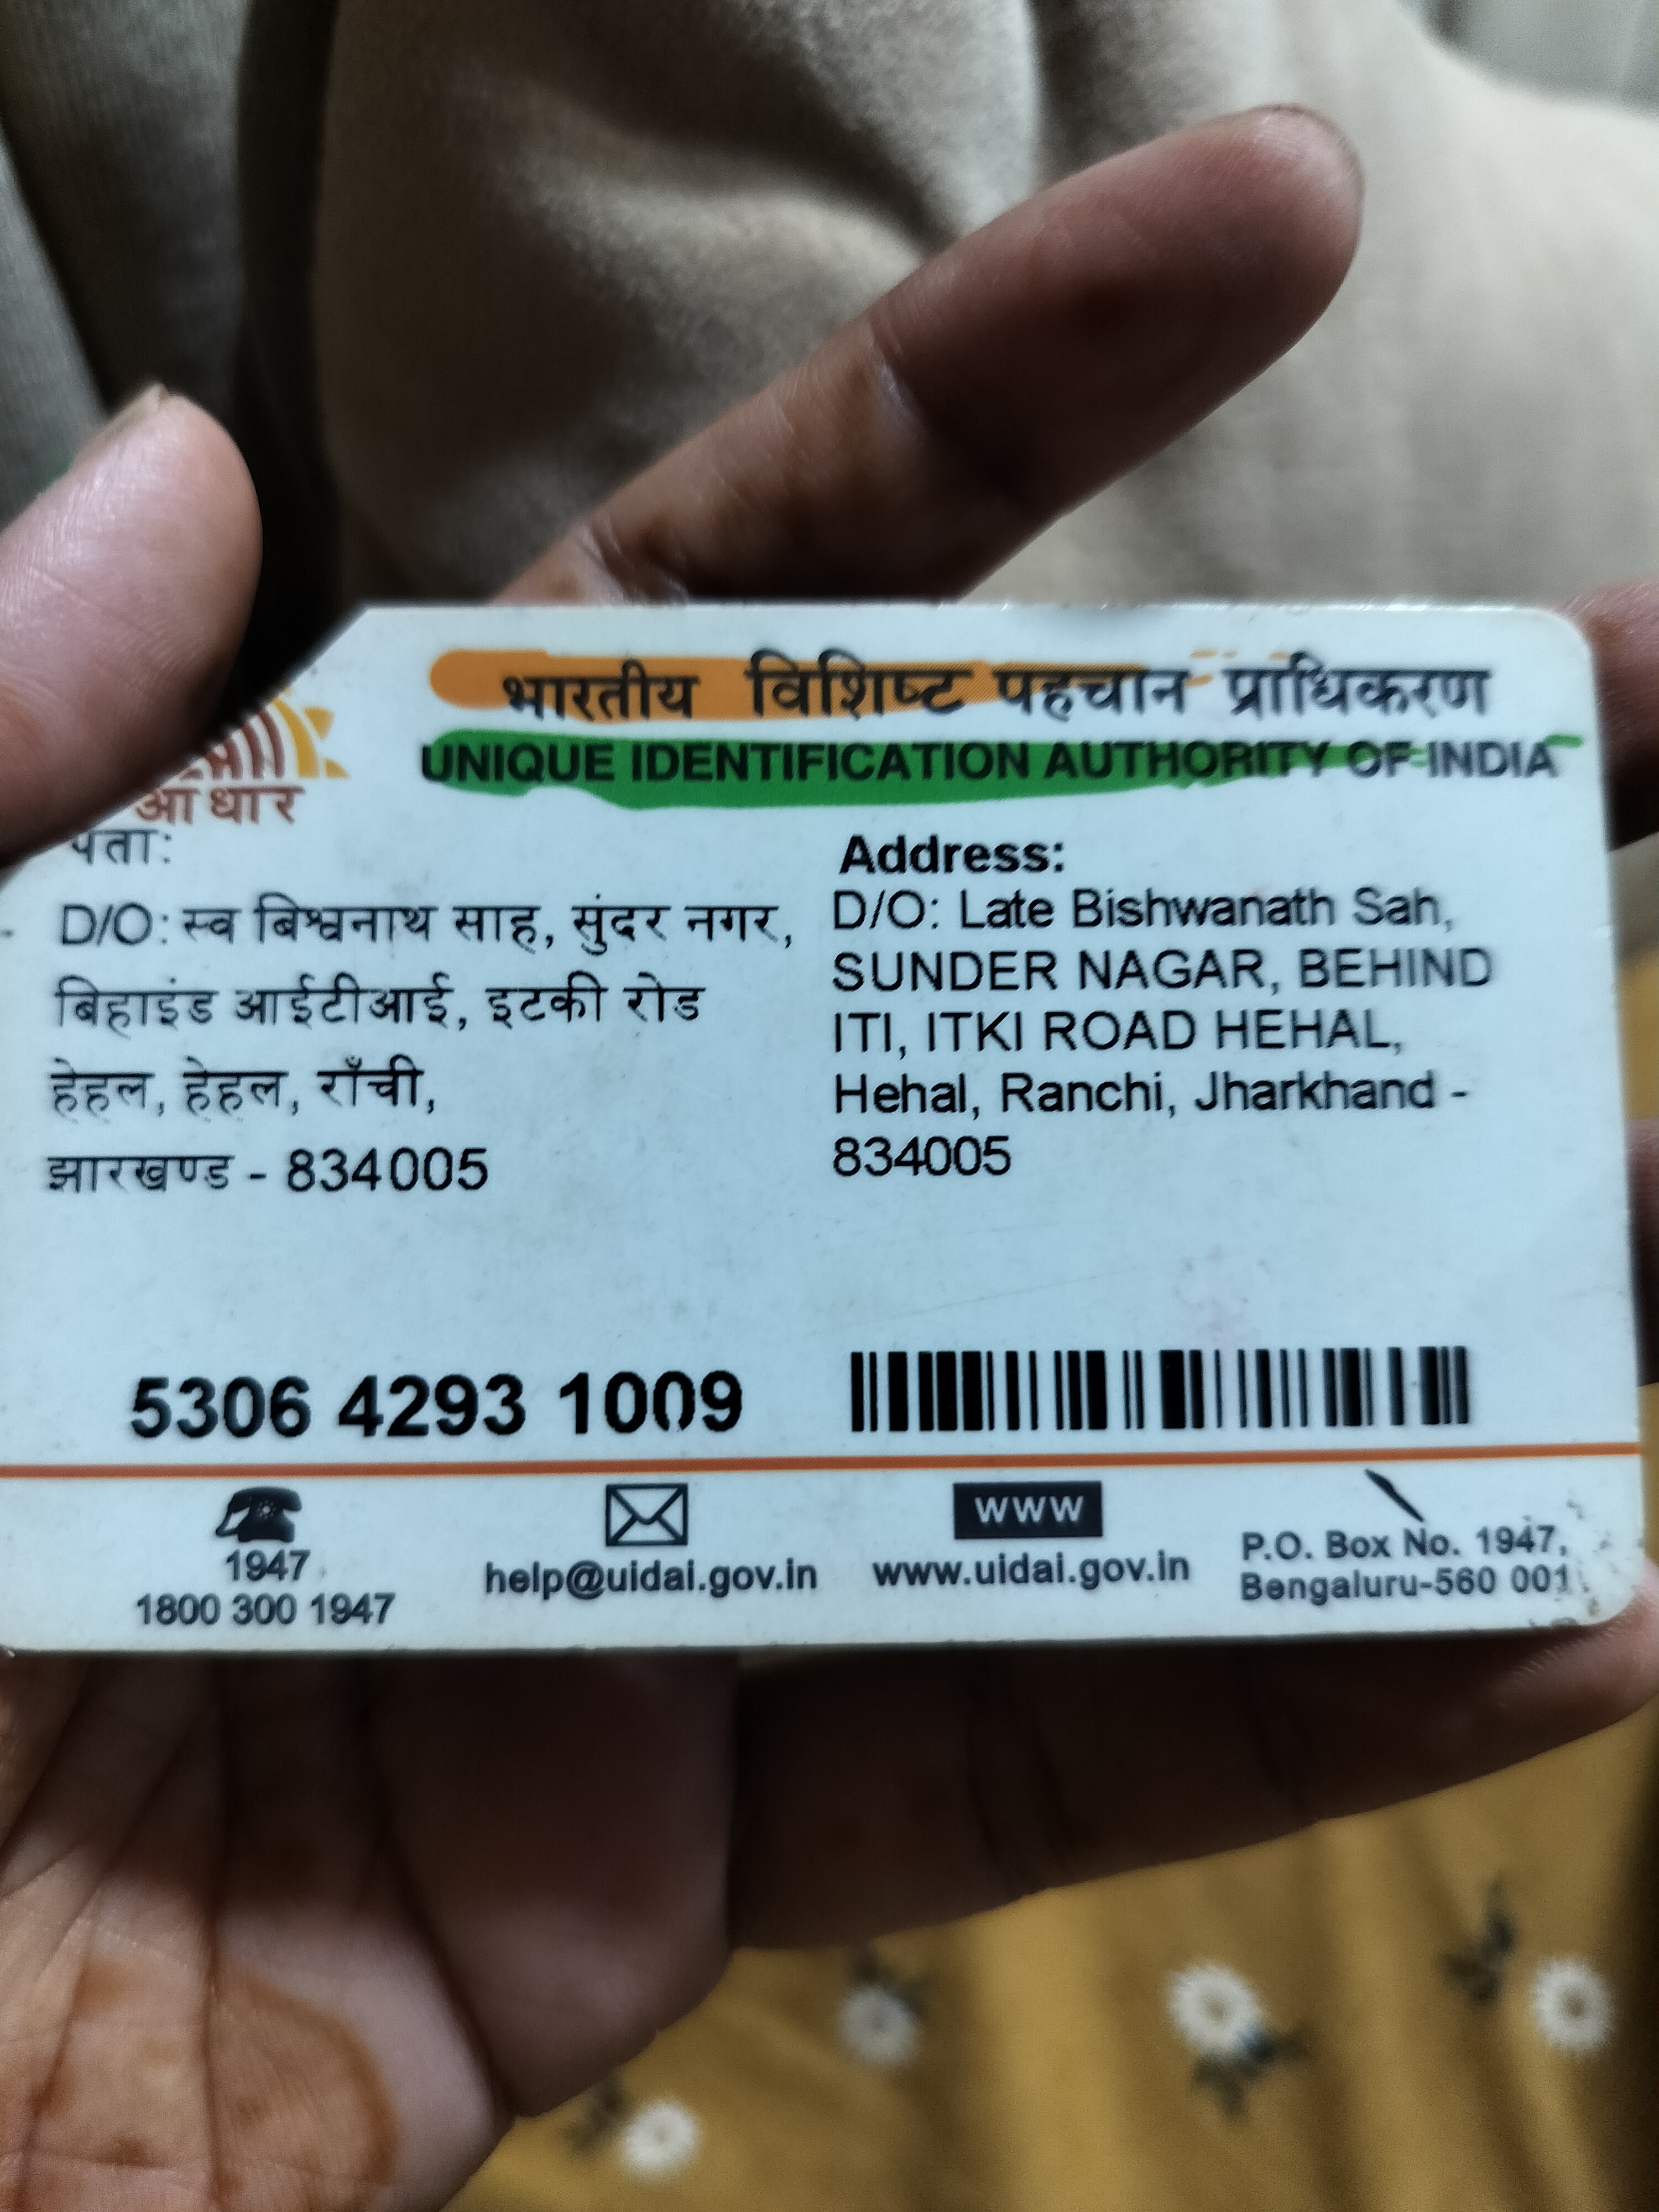 भारतीय विशिष्ट पहचान प्राधिकरण
UNIQUE IDENTIFICATION AUTHORITY OF INDIA
आधार
पता:
D/O: स्व बिश्वनाथ साह, सुंदर नगर,
बिहाइंड आईटीआई, इटकी रोड
हेहल, हेहल, राँची,
झारखण्ड - 834005
Address:
D/O: Late Bishwanath Sah,
SUNDER NAGAR, BEHIND
ITI, ITKI ROAD HEHAL,
Hehal, Ranchi, Jharkhand -
834005
5306 4293 1009
1947
1800 300 1947
help@uidai.gov.in
WWW
www.uidai.gov.in
P.O. Box No. 1947,
Bengaluru-560 001